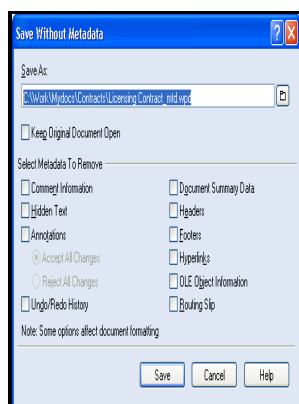 Save Without Metadata
Save As:
C:\Work\Mydocs\Contracts\Licensing Contract_mtd.wpd
Keep Original Document Open
Select Metadata To Remove
Comment Information
Document Summary Data
Hidden Text
Headers
Annotations
Footers
Accept All Changes
Hyperlinks
Reject All Changes
OLE Object Information
Undo/Redo History
Routing Slip
Note: Some options affect document formatting
Save Cancel Help